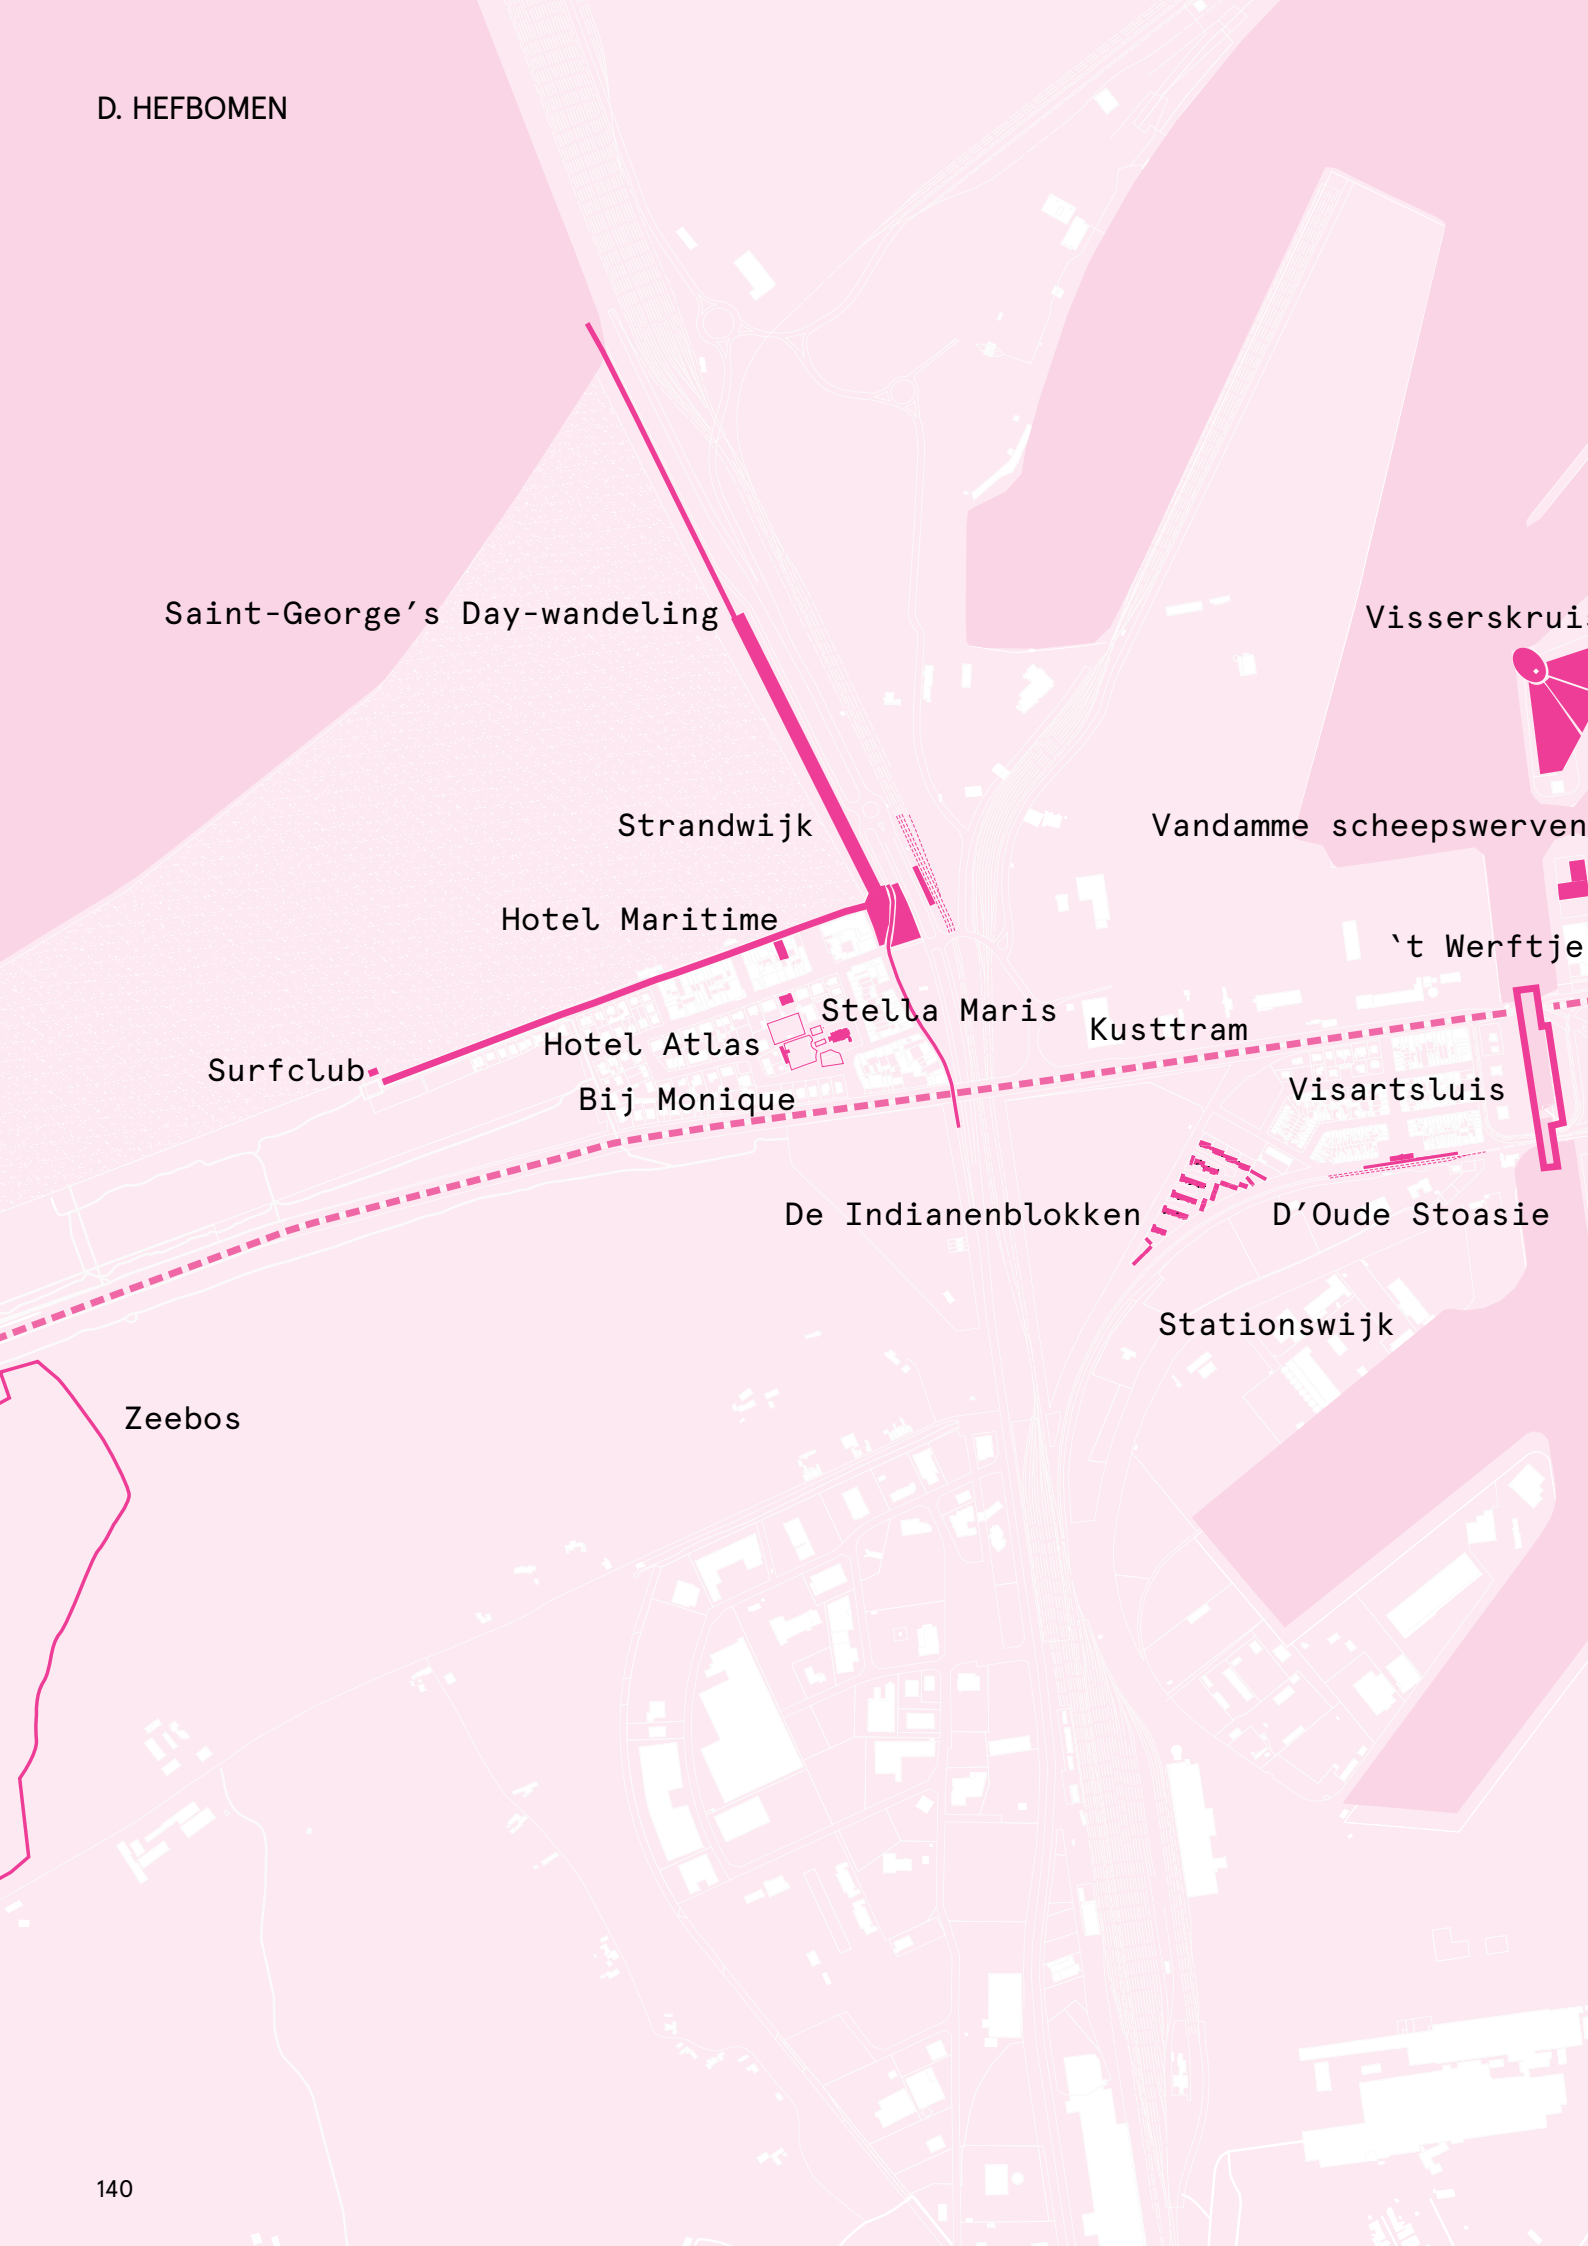 D. HEFBOMEN
Saint-George's Day-wandeling
Visserskruis
Strandwijk
Vandamme scheepswerven
Hotel Maritime
‛t Werftje
Stella Maris
Kusttram
Hotel Atlas
Surfclub
Visartsluis
Bij Monique
De Indianenblokken
D'Oude Stoasie
Stationswijk
Zeebos
140